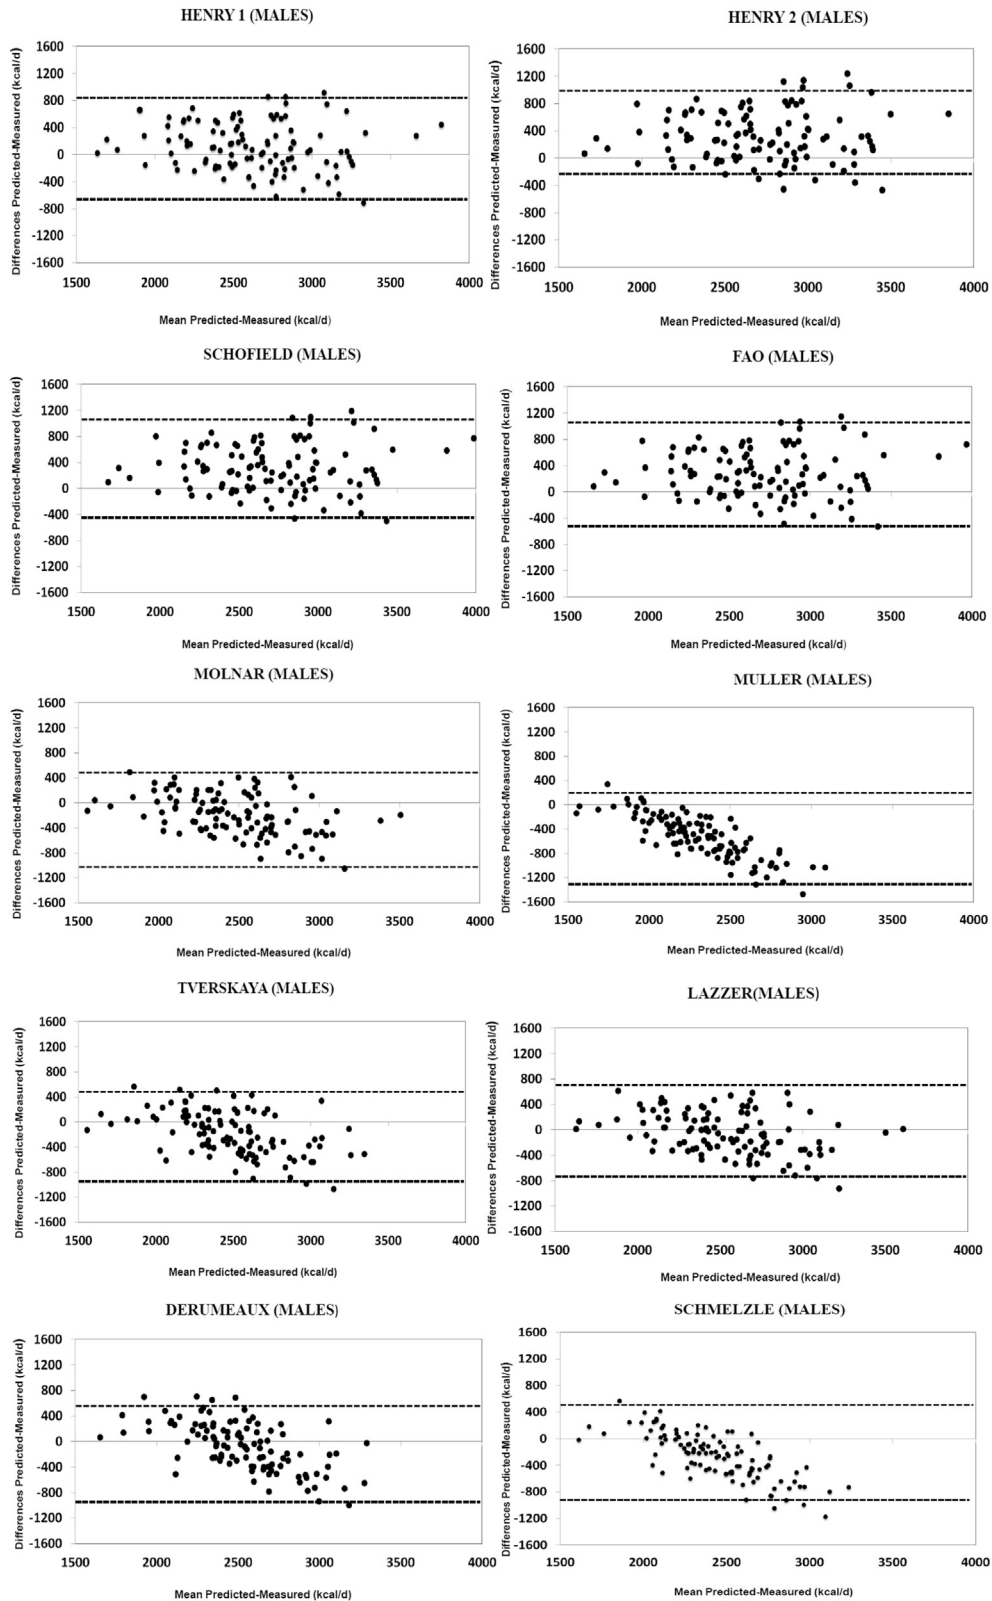 HENRY 1 (MALES)
Differences Predicted-Measured (kcal/d)
1600
1200
800
400
0
-400
-800
-1200
-1600
1500 2000 2500 3000 3500 4000
Mean Predicted-Measured (kcal/d)
HENRY 2 (MALES)
Differences Predicted-Measured (kcal/d)
1600
1200
800
400
0
-400
-800
-1200
-1600
1500 2000 2500 3000 3500 4000
Mean Predicted-Measured (kcal/d)
SCHOFIELD (MALES)
Differences Predicted-Measured (kcal/d)
1600
1200
800
400
0
-400
-800
-1200
-1600
1500 2000 2500 3000 3500 4000
Mean Predicted-Measured (kcal/d)
FAO (MALES)
Differences Predicted-Measured (kcal/d)
1600
1200
800
400
0
-400
-800
-1200
-1600
1500 2000 2500 3000 3500 4000
Mean Predicted-Measured (kcal/d)
MOLNAR (MALES)
Differences Predicted-Measured (kcal/d)
1600
1200
800
400
0
-400
-800
-1200
-1600
1500 2000 2500 3000 3500 4000
Mean Predicted-Measured (kcal/d)
MULLER (MALES)
Differences Predicted-Measured (kcal/d)
1600
1200
800
400
0
-400
-800
-1200
-1600
1500 2000 2500 3000 3500 4000
Mean Predicted-Measured (kcal/d)
TVERSKAYA (MALES)
Differences Predicted-Measured (kcal/d)
1600
1200
800
400
0
-400
-800
-1200
-1600
1500 2000 2500 3000 3500 4000
Mean Predicted-Measured (kcal/d)
LAZZER(MALES)
Differences Predicted-Measured (kcal/d)
1600
1200
800
400
0
-400
-800
-1200
-1600
1500 2000 2500 3000 3500 4000
Mean Predicted-Measured (kcal/d)
DERUMEAUX (MALES)
Differences Predicted-Measured (kcal/d)
1600
1200
800
400
0
-400
-800
-1200
-1600
1500 2000 2500 3000 3500 4000
Mean Predicted-Measured (kcal/d)
SCHMELZLE (MALES)
Differences Predicted-Measured (kcal/d)
1600
1200
800
400
0
-400
-800
-1200
-1600
1500 2000 2500 3000 3500 4000
Mean Predicted-Measured (kcal/d)